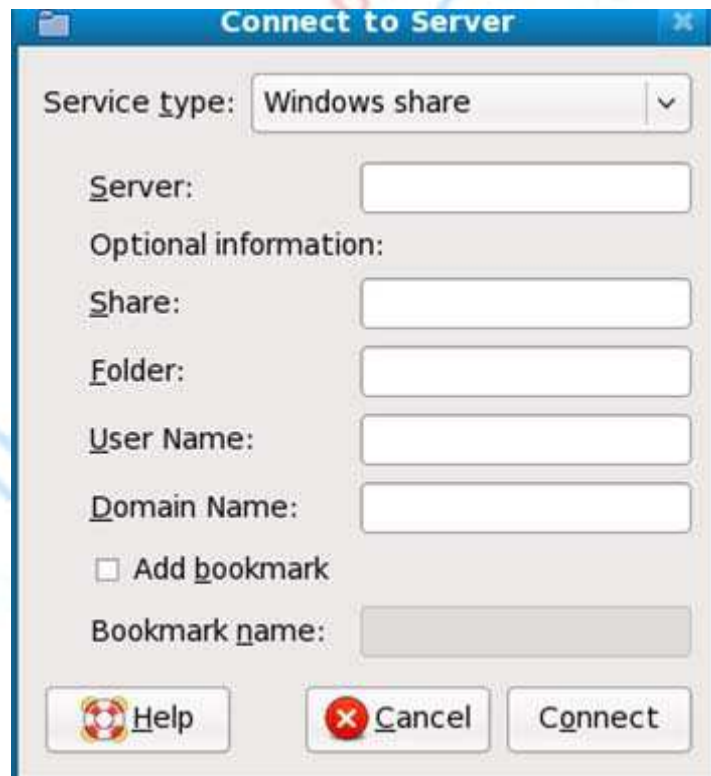 Connect to Server
Service type: Windows share
Server:
Optional information:
Share:
Folder:
User Name:
Domain Name:
Add bookmark
Bookmark name:
Help Cancel Connect